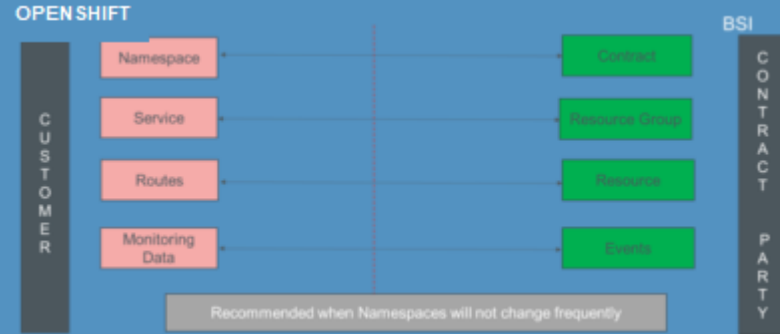 OPENSHIFT
BSI
CUSTOMER
Namespace
Contract
Service
Resource Group
Routes
Resource
Monitoring
Data
Events
CONTRACT PARTY
Recommended when Namespaces will not change frequently